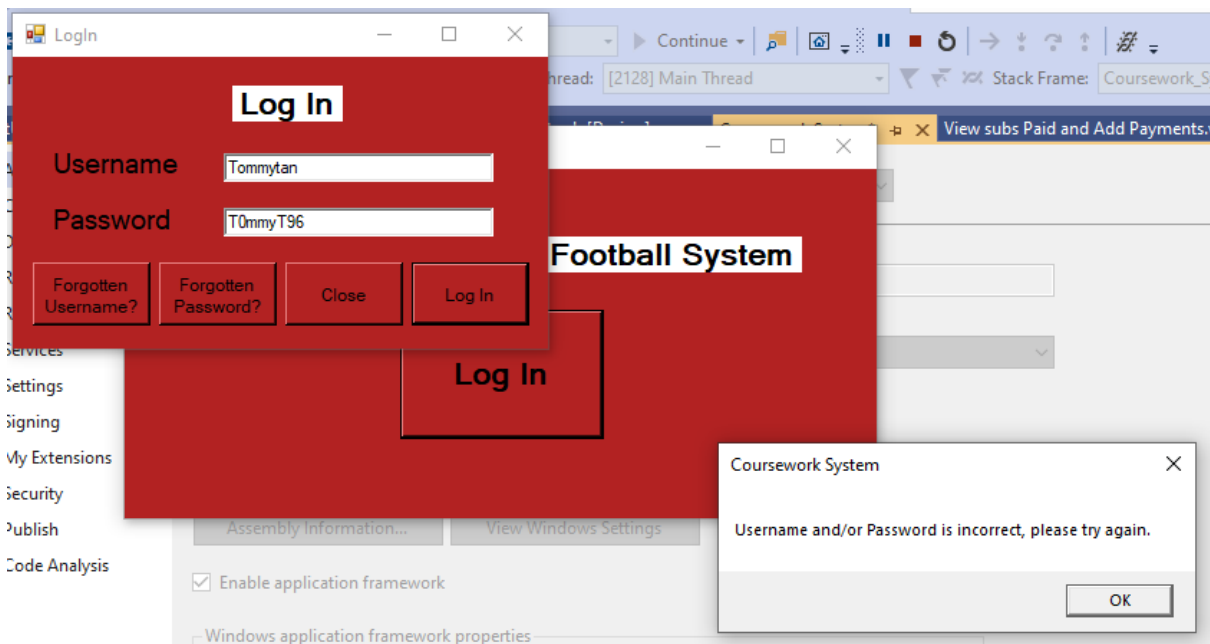 LogIn
Continue
Thread: [2128] Main Thread
Stack Frame: Coursework_S
View subs Paid and Add Payments.
Log In
Username
Tommytan
Password
T0mmyT96
Forgotten Username?
Forgotten Password?
Close
Log In
Football System
Log In
Services
Settings
Signing
My Extensions
Security
Publish
Code Analysis
Assembly Information...
View Windows Settings
Enable application framework
Windows application framework properties
Coursework System
Username and/or Password is incorrect, please try again.
OK